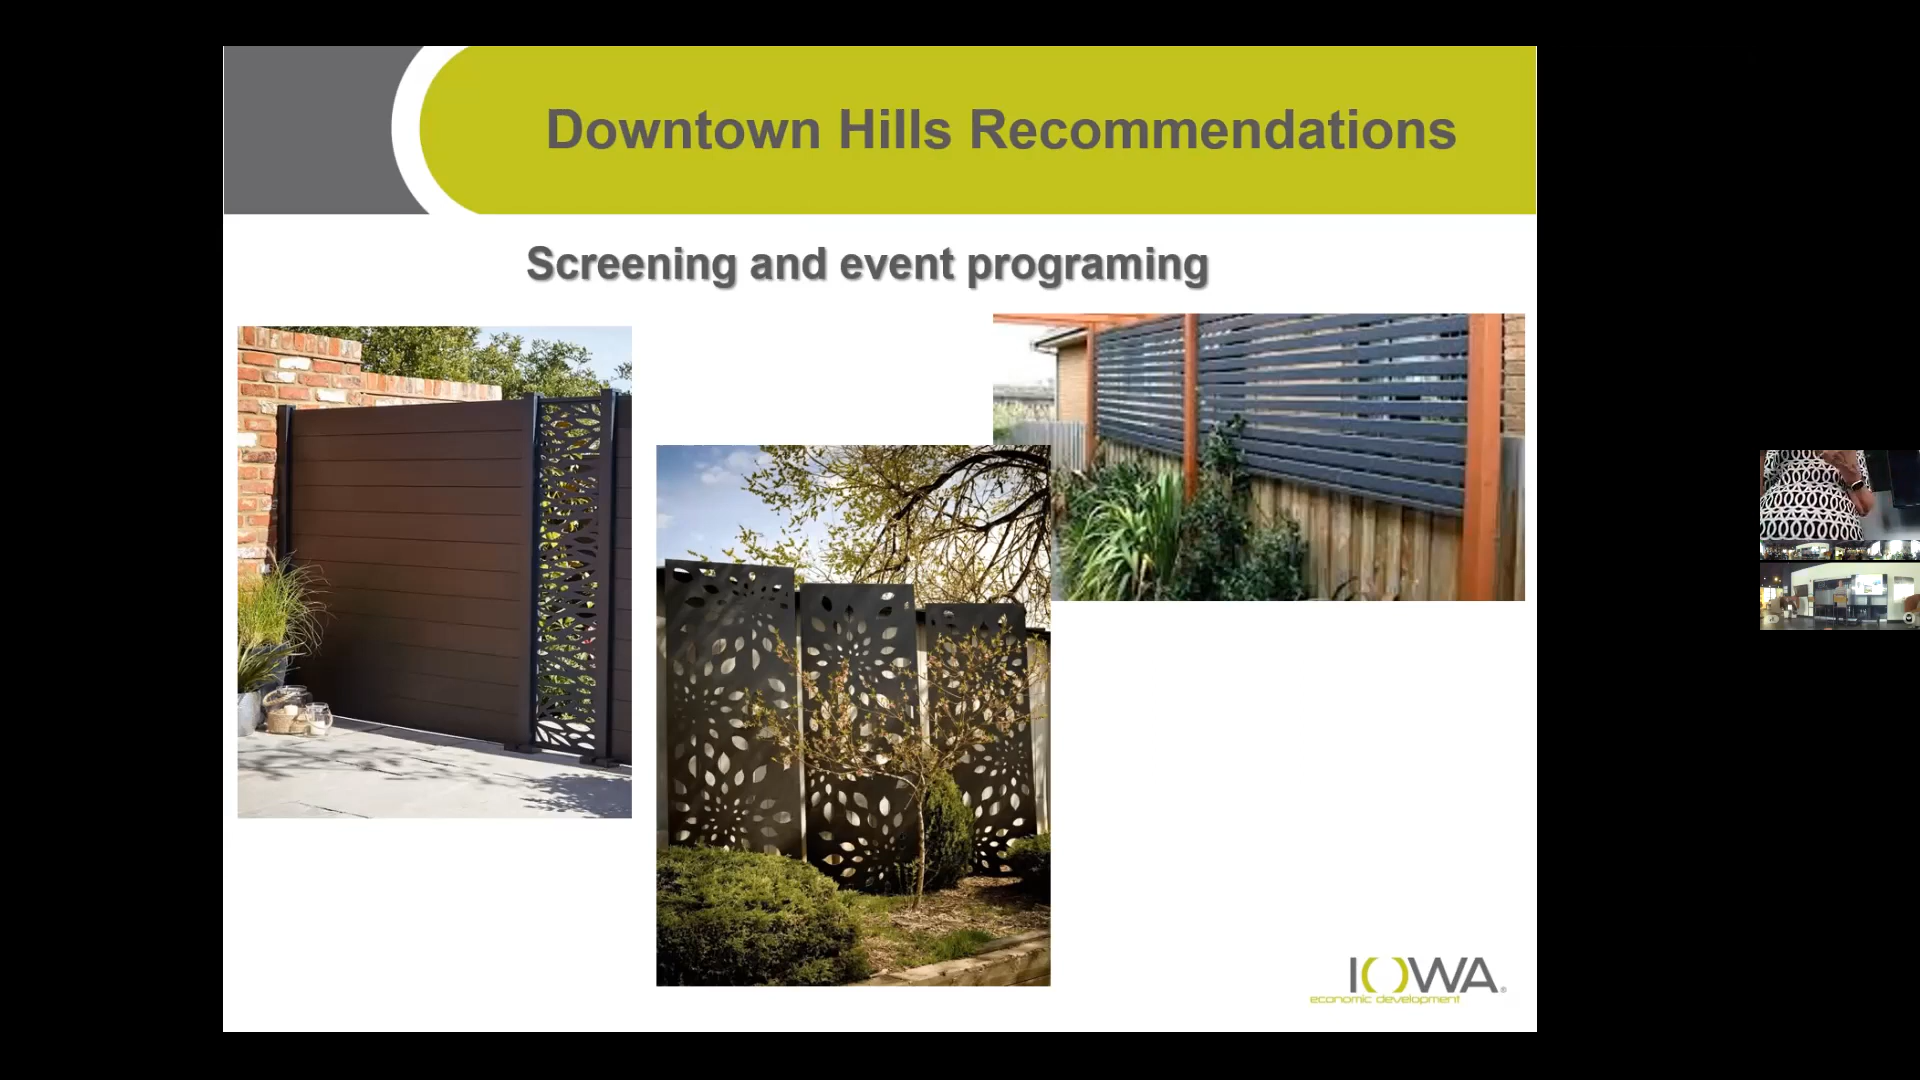 Downtown Hills Recommendations
Screening and event programing
IOWA®
economic development